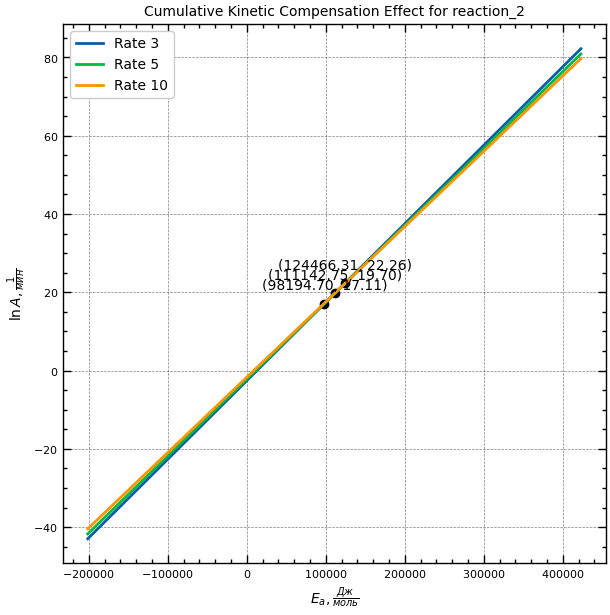 Cumulative Kinetic Compensation Effect for reaction_2
Rate 3
Rate 5
Rate 10
80
60
40
20
0
−20
−40
ln A, 1/мин
(124466.31, 22.26)
(111142.75, 19.70)
(98194.70, 17.11)
−200000 −100000 0 100000 200000 300000 400000
Eₐ, Дж/моль